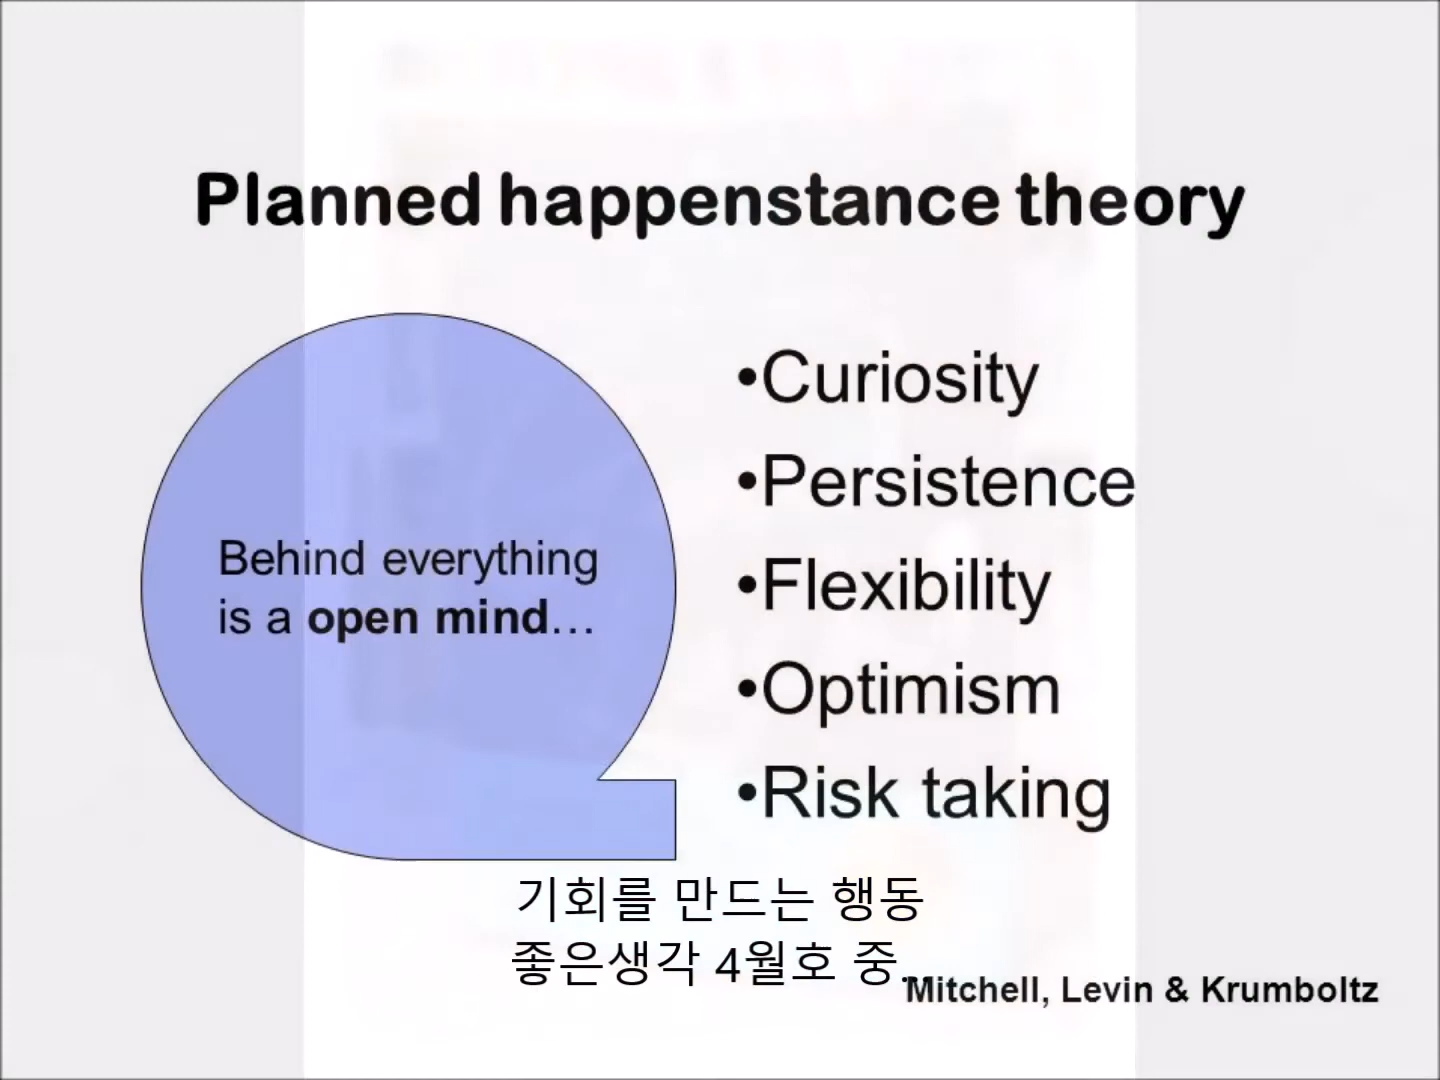 Planned happenstance theory
Behind everything
is a open mind…
•Curiosity
•Persistence
•Flexibility
•Optimism
•Risk taking
기회를 만드는 행동
좋은생각 4월호 중...
Mitchell, Levin & Krumboltz